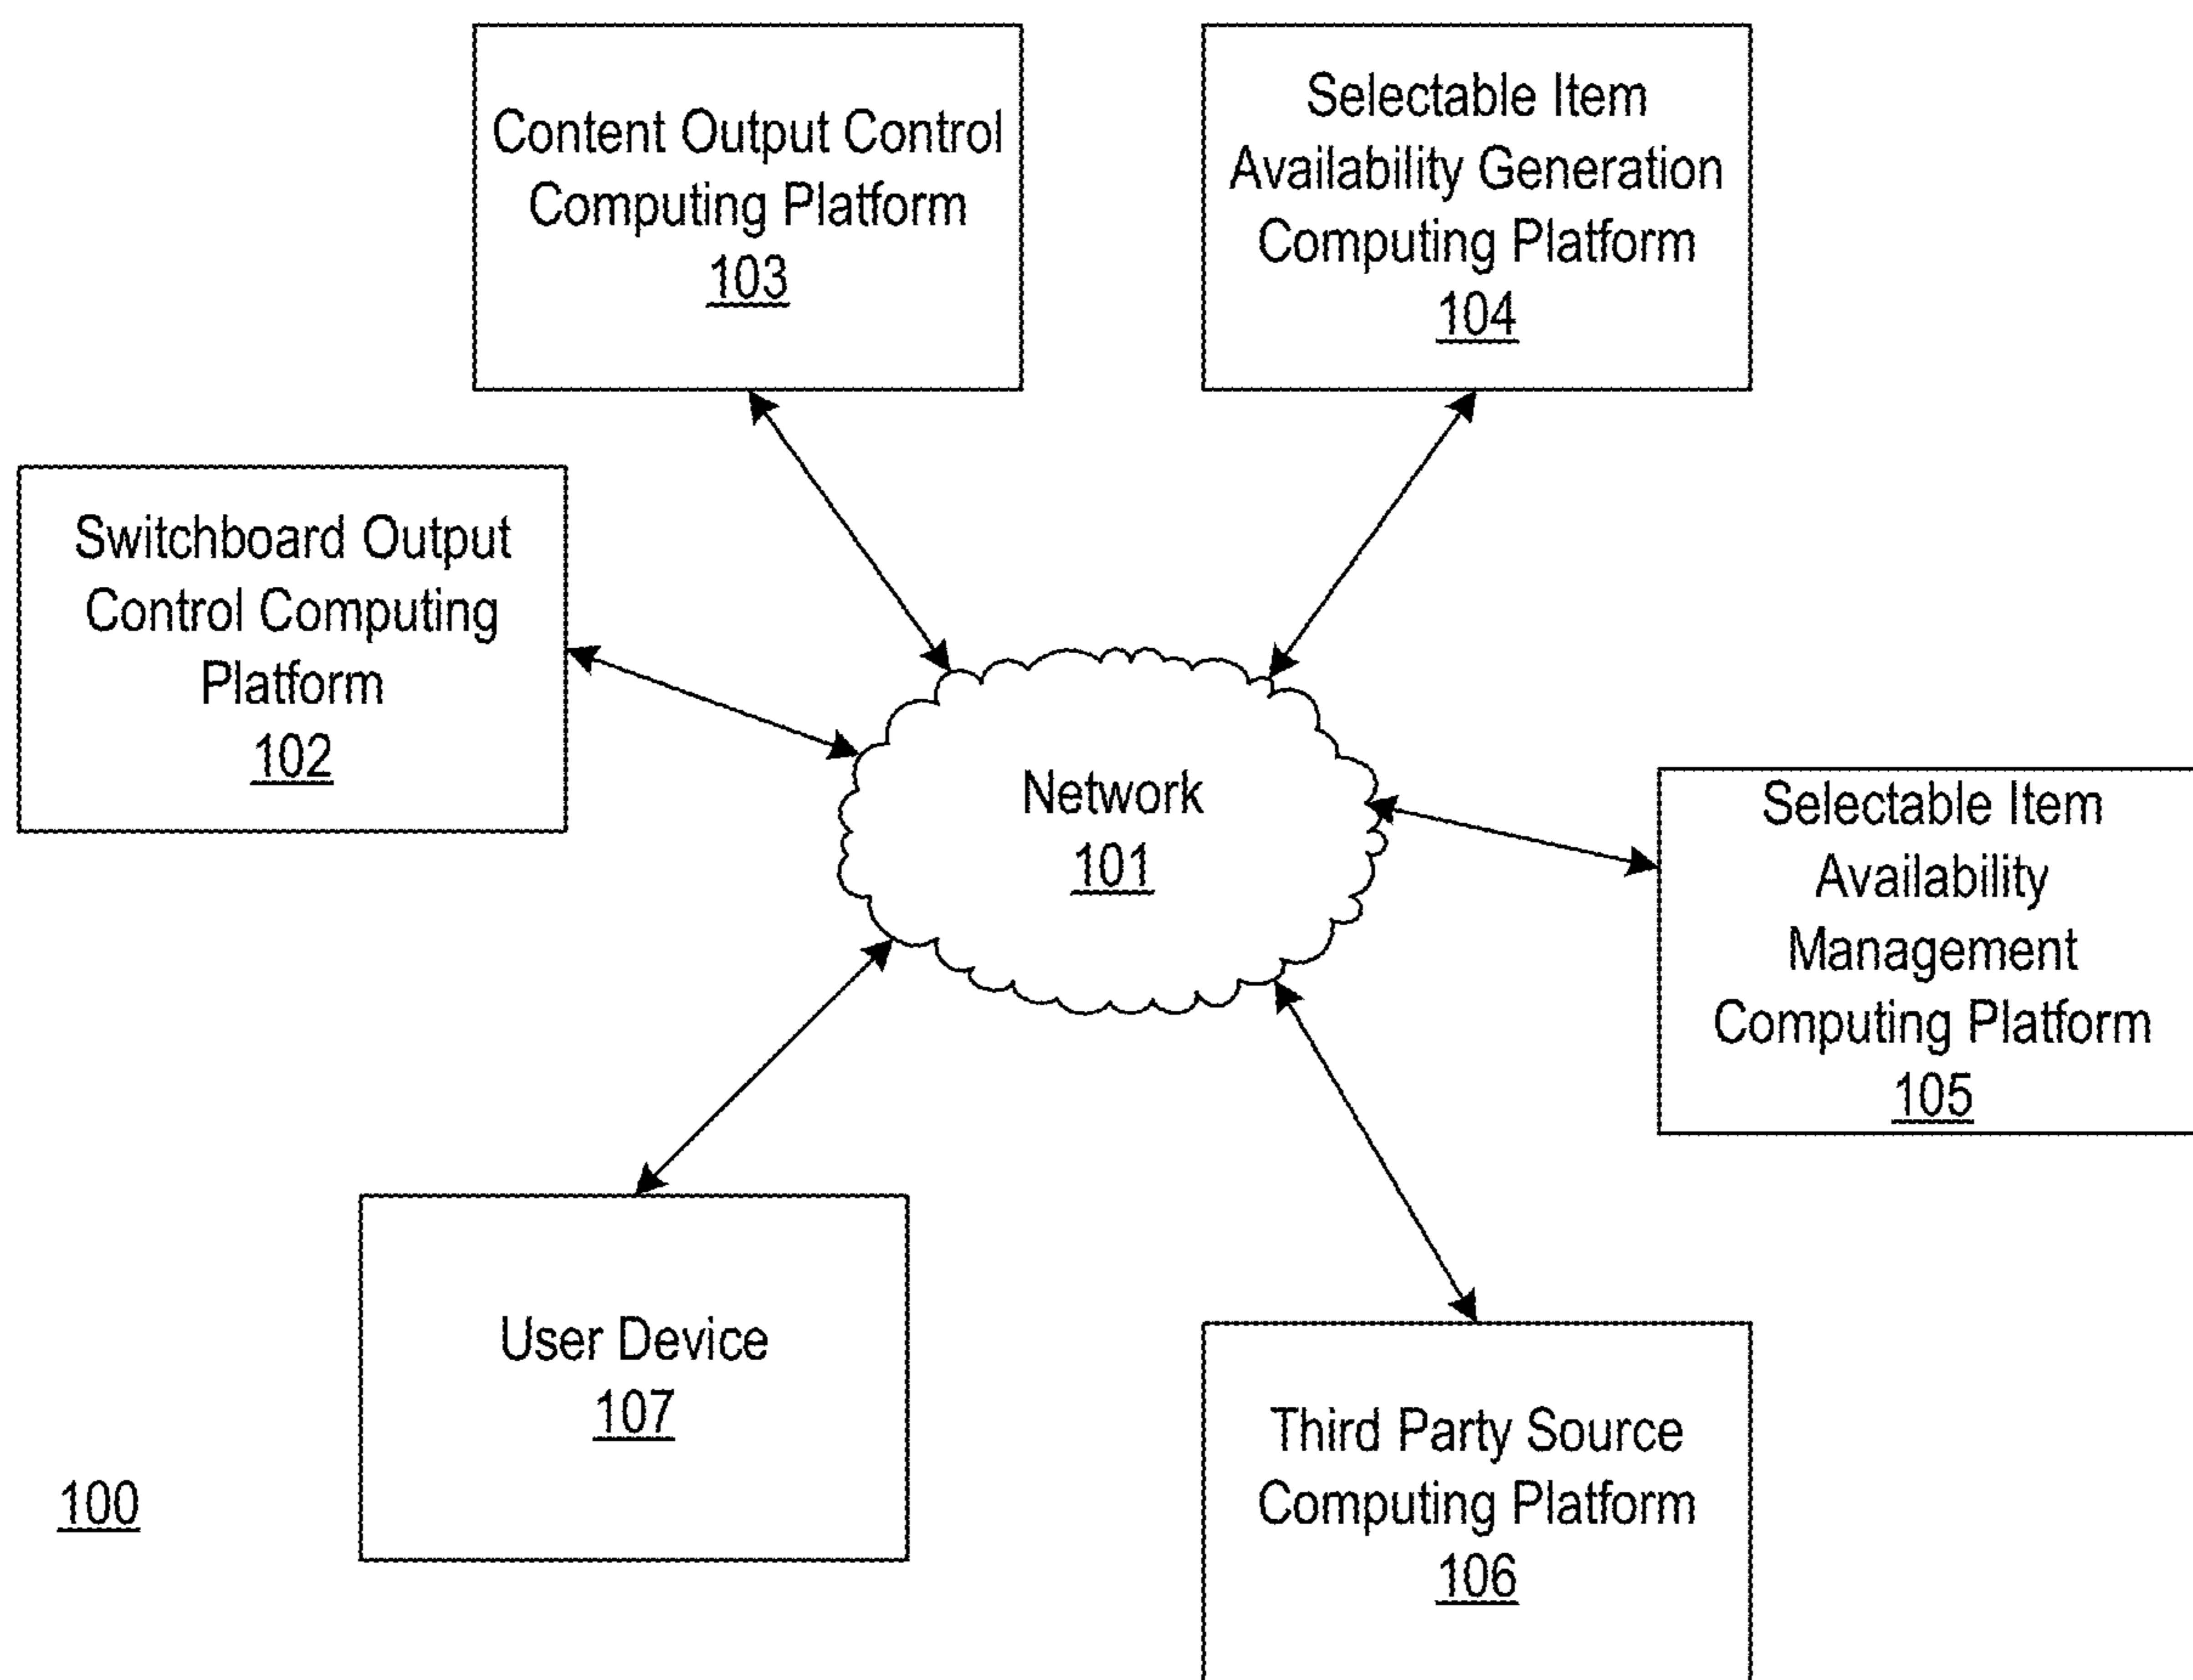 Content Output Control
Computing Platform
103
Selectable Item
Availability Generation
Computing Platform
104
Switchboard Output
Control Computing
Platform
102
Network
101
Selectable Item
Availability
Management
Computing Platform
105
User Device
107
Third Party Source
Computing Platform
106
100